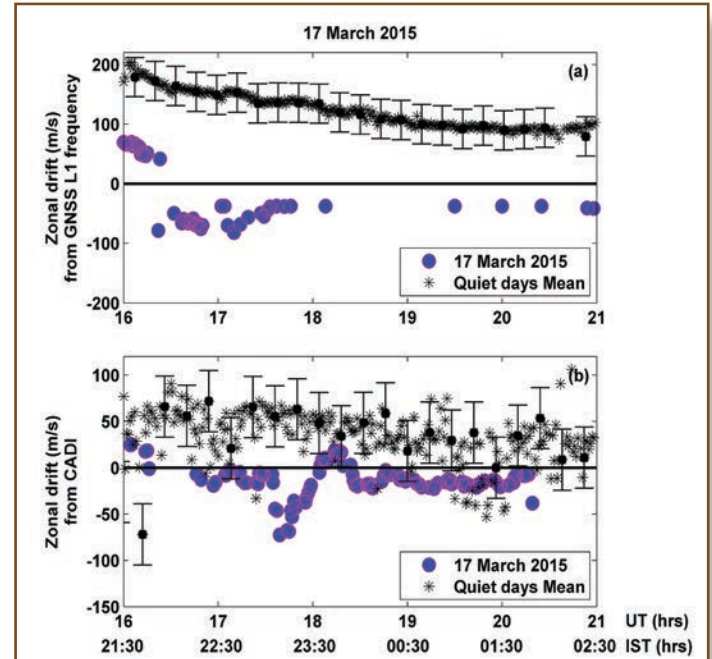 17 March 2015
(a)
Zonal drift (m/s)
from GNSS L1 frequency
200
100
0
-100
-200
17 March 2015
Quiet days Mean
16 17 18 19 20 21
(b)
Zonal drift (m/s)
from CADI
100
50
0
-50
-100
-150
17 March 2015
Quiet days Mean
16 17 18 19 20 21 UT (hrs)
21:30 22:30 23:30 00:30 01:30 02:30 IST (hrs)